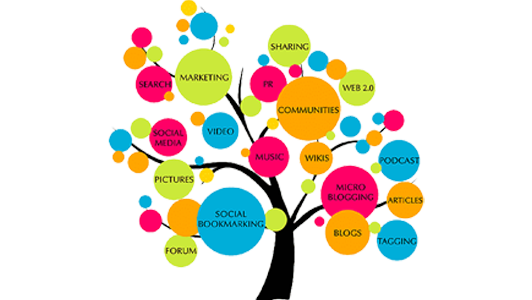 SHARING
MARKETING
SEARCH
PR
WEB 2.0
COMMUNITIES
SOCIAL
MEDIA
VIDEO
MUSIC
WIKIS
PODCAST
PICTURES
MICRO
BLOGGING
ARTICLES
SOCIAL
BOOKMARKING
BLOGS
TAGGING
FORUM